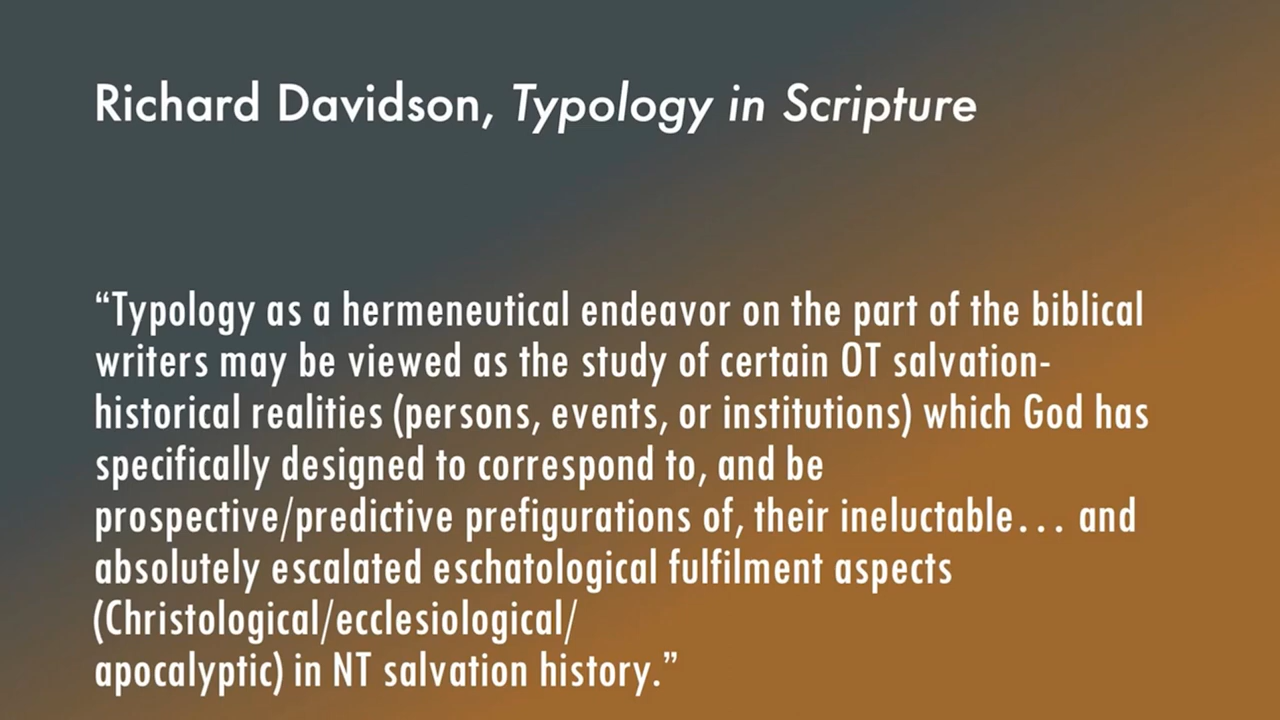 Richard Davidson, Typology in Scripture
“Typology as a hermeneutical endeavor on the part of the biblical
writers may be viewed as the study of certain OT salvation-
historical realities (persons, events, or institutions) which God has
specifically designed to correspond to, and be
prospective/predictive prefigurations of, their ineluctable… and
absolutely escalated eschatological fulfilment aspects
(Christological/ecclesiological/
apocalyptic) in NT salvation history.”